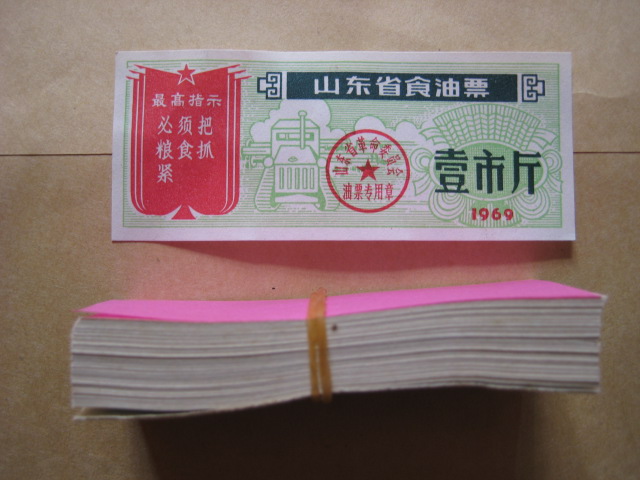 山东省食油票
最高指示
必须把
粮食抓
紧
山东省革命委员会
油票专用章
壹市斤
1969